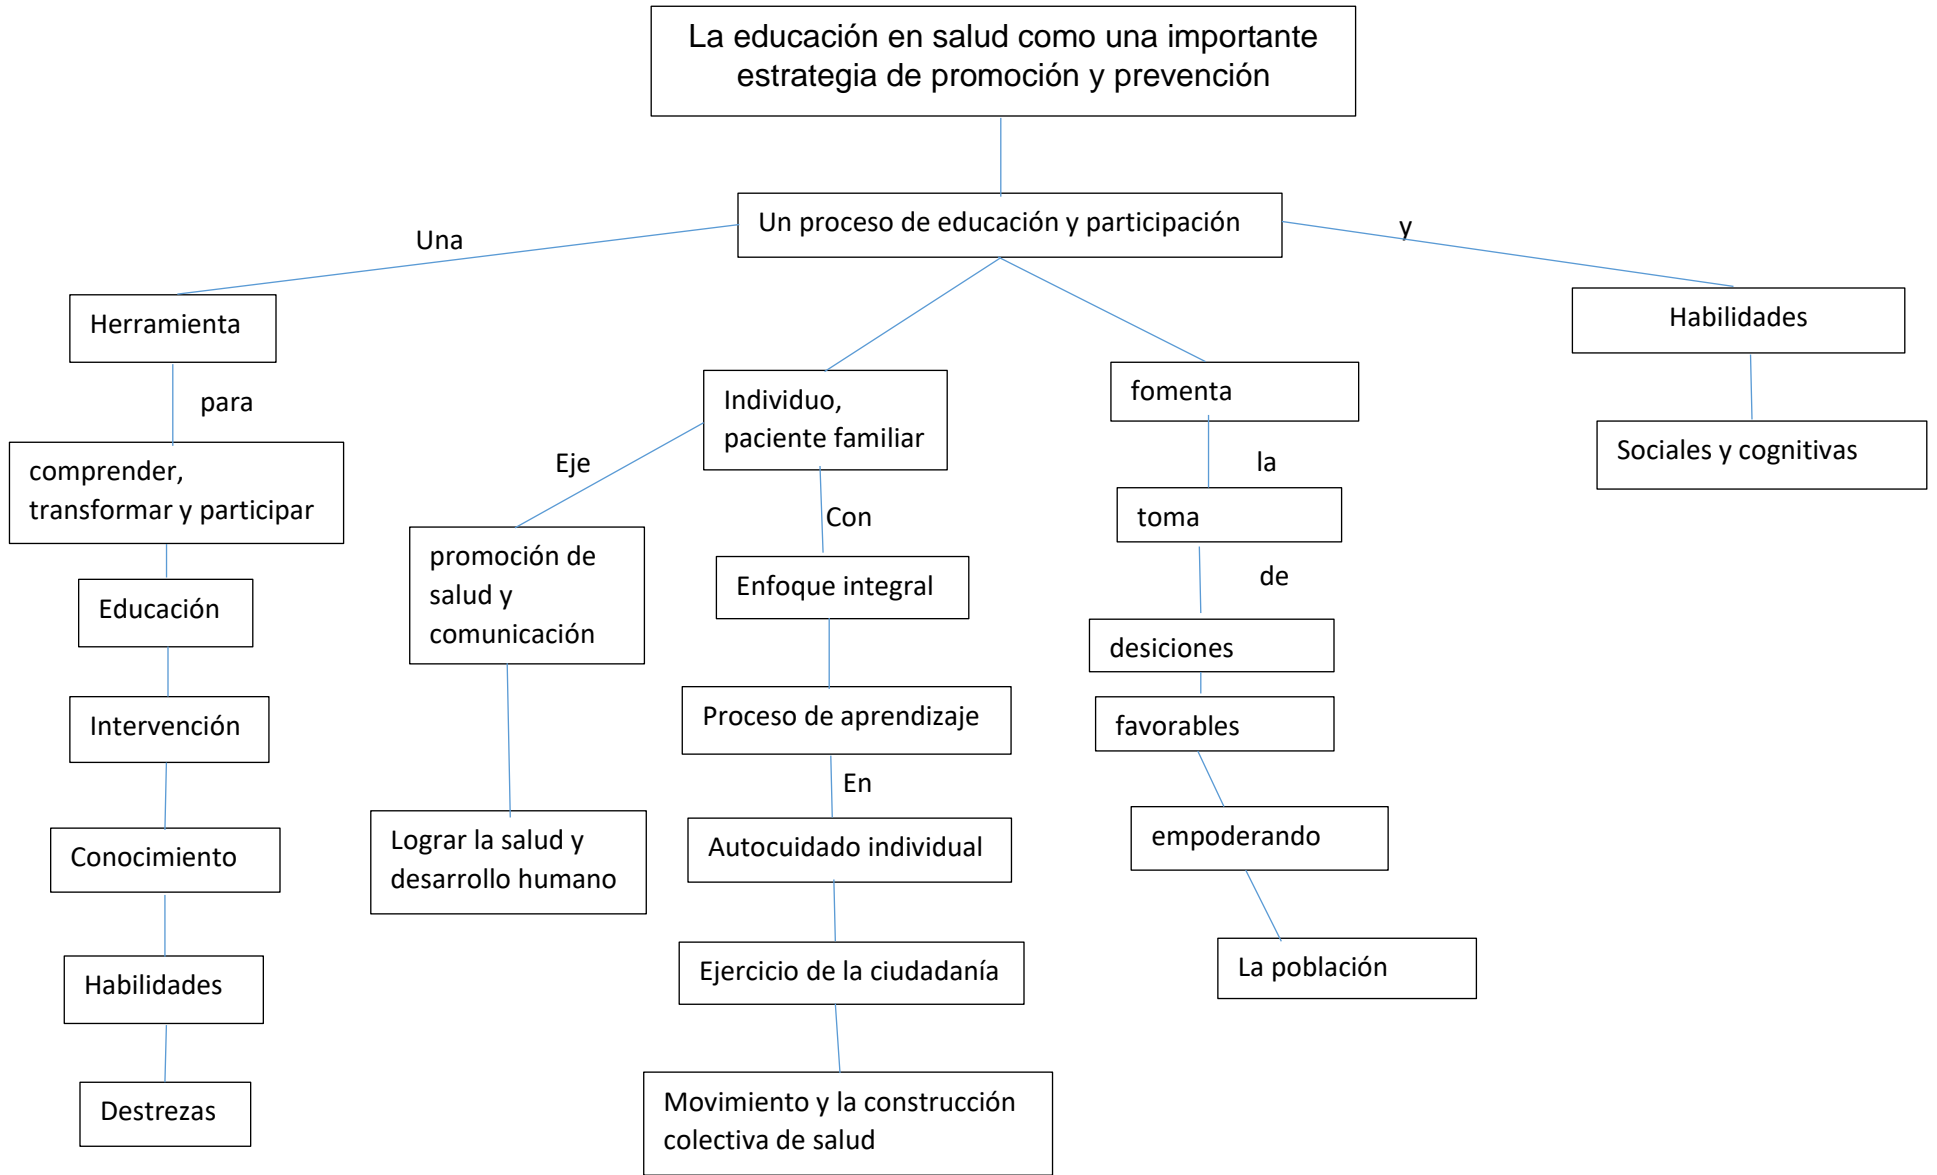 La educación en salud como una importante
estrategia de promoción y prevención
Un proceso de educación y participación
Una
y
Herramienta
Habilidades
para
Individuo,
paciente familiar
fomenta
comprender,
transformar y participar
Eje
la
Sociales y cognitivas
Con
toma
promoción de
salud y
comunicación
Enfoque integral
de
Educación
desiciones
Intervención
Proceso de aprendizaje
favorables
En
Conocimiento
Lograr la salud y
desarrollo humano
Autocuidado individual
empoderando
Habilidades
Ejercicio de la ciudadanía
La población
Destrezas
Movimiento y la construcción
colectiva de salud